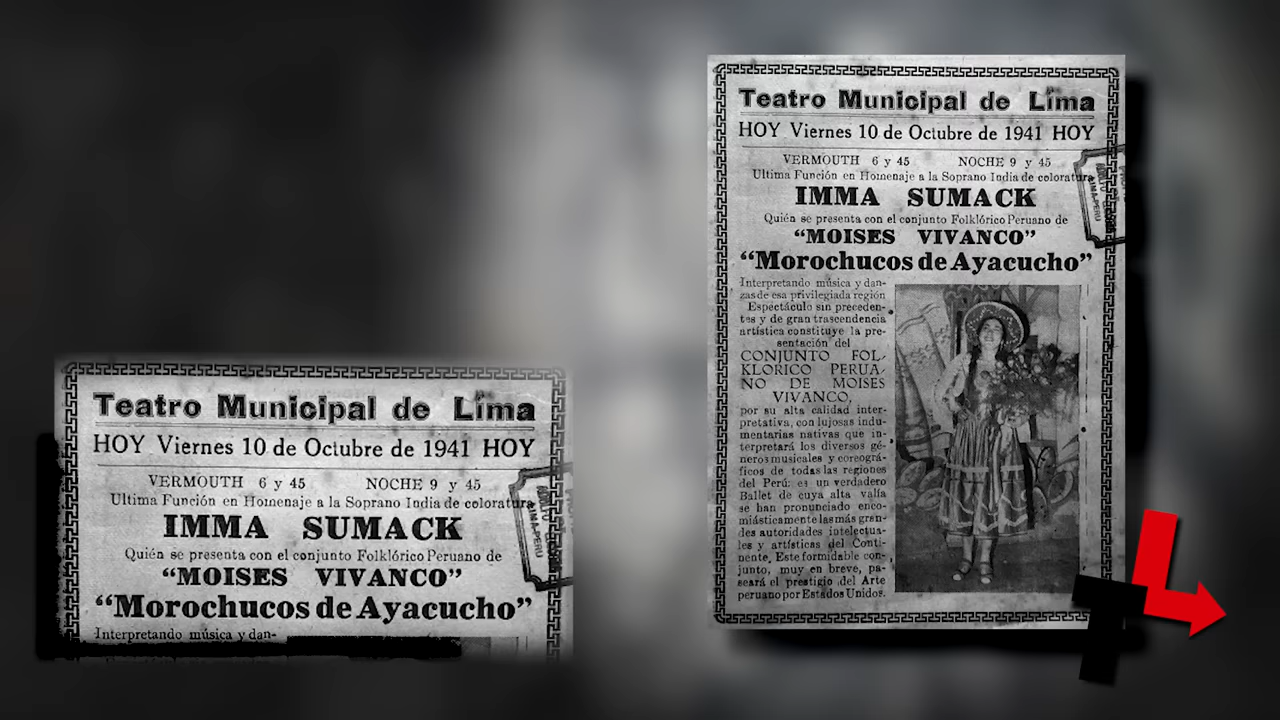 Teatro Municipal de Lima
HOY Viernes 10 de Octubre de 1941 HOY
VERMOUTH 6 y 45 NOCHE 9 y 45
Ultima Función en Homenaje a la Soprano India de coloratura
IMMA SUMACK
Quién se presenta con el conjunto Folklórico Peruano de
“MOISES VIVANCO”
“Morochucos de Ayacucho”
Interpretando música y dan-
LIMA-PERU
Teatro Municipal de Lima
HOY Viernes 10 de Octubre de 1941 HOY
VERMOUTH 6 y 45 NOCHE 9 y 45
Ultima Función en Homenaje a la Soprano India de coloratura
IMMA SUMACK
Quién se presenta con el conjunto Folklórico Peruano de
“MOISES VIVANCO”
“Morochucos de Ayacucho”
Interpretando música y dan-
zas de esa privilegiada región
Espectáculo sin preceden-
tes y de gran trascendencia
artística constituye la pre-
sentación del
CONJUNTO FOL-
KLORICO PERUA-
NO DE MOISES
VIVANCO,
por su alta calidad inter-
pretativa, con lujosas indu-
mentarias nativas que in-
terpretará los diversos gé-
neros musicales y coreográ-
ficos de todas las regiones
del Perú: es un verdadero
Ballet de cuya alta valía
se han pronunciado enco-
miásticamente las más gran-
des autoridades intelectua-
les y artísticas del Conti-
nente. Este formidable con-
junto, muy en breve, pa-
seará el prestigio del Arte
peruano por Estados Unidos.
LIMA-PERU